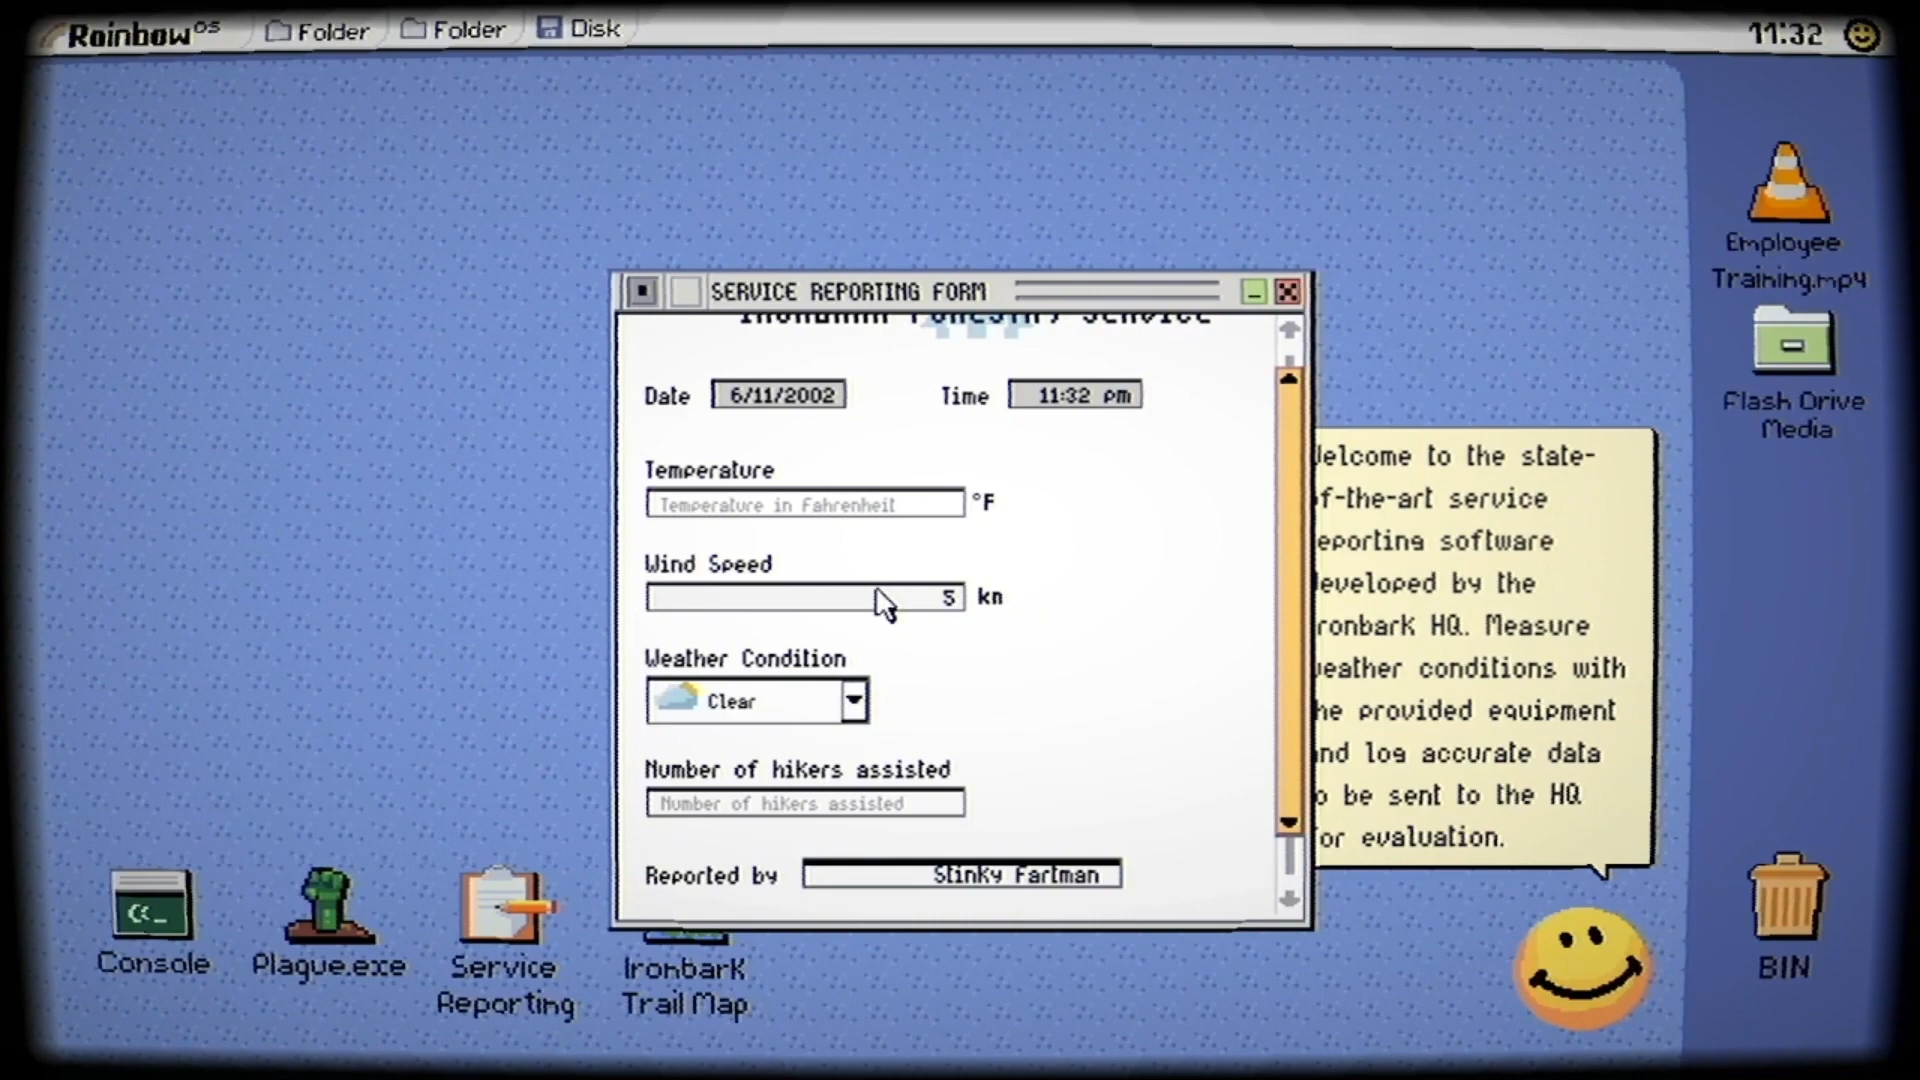 RainbowOS
Folder
Folder
Disk
11:32
Employee
Training.mp4
Flash Drive
Media
SERVICE REPORTING FORM
Date
6/11/2002
Time
11:32 pm
Temperature
Temperature in Fahrenheit
°F
Wind Speed
5
kn
Weather Condition
Clear
Number of hikers assisted
Number of hikers assisted
Reported by
Stinky Fartman
elcome to the state-
f-the-art service
eporting software
eveloped by the
ronbark HQ. Measure
eather conditions with
he provided equipment
nd log accurate data
o be sent to the HQ
or evaluation.
Console
Plague.exe
Service
Reporting
Ironbark
Trail Map
BIN